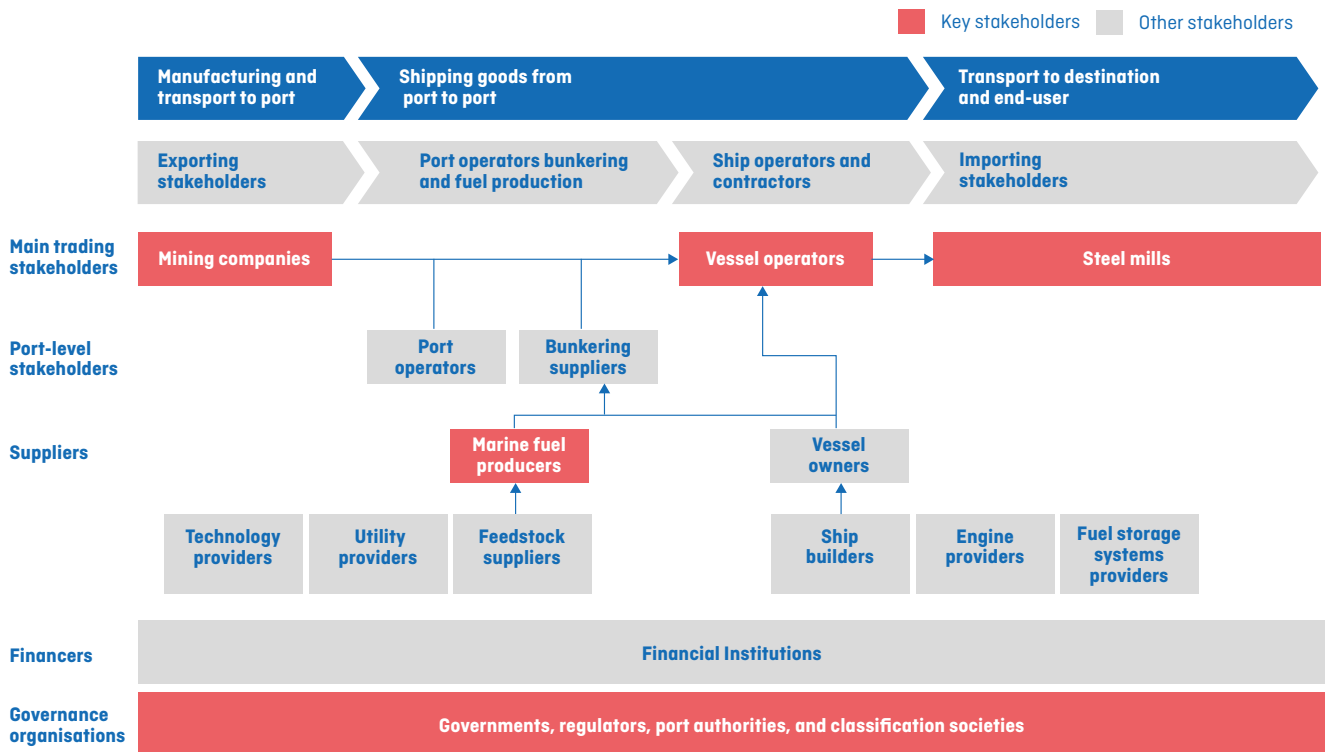 Key stakeholders
Other stakeholders
Manufacturing and
transport to port
Shipping goods from
port to port
Transport to destination
and end-user
Exporting
stakeholders
Port operators bunkering
and fuel production
Ship operators and
contractors
Importing
stakeholders
Main trading
stakeholders
Mining companies
Vessel operators
Steel mills
Port-level
stakeholders
Port
operators
Bunkering
suppliers
Suppliers
Marine fuel
producers
Vessel
owners
Technology
providers
Utility
providers
Feedstock
suppliers
Ship
builders
Engine
providers
Fuel storage
systems
providers
Financers
Financial Institutions
Governance
organisations
Governments, regulators, port authorities, and classification societies